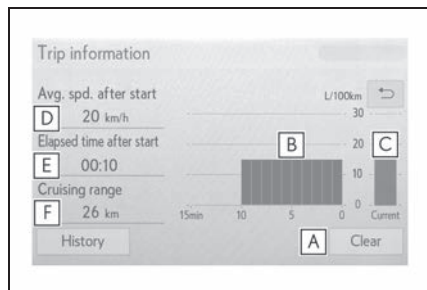 Trip information
Avg. spd. after start
L/100km
D 20 km/h
30
Elapsed time after start
B
20
C
E 00:10
10
Cruising range
0
F 26 km
15min 10 5 0 Current
History
A
Clear